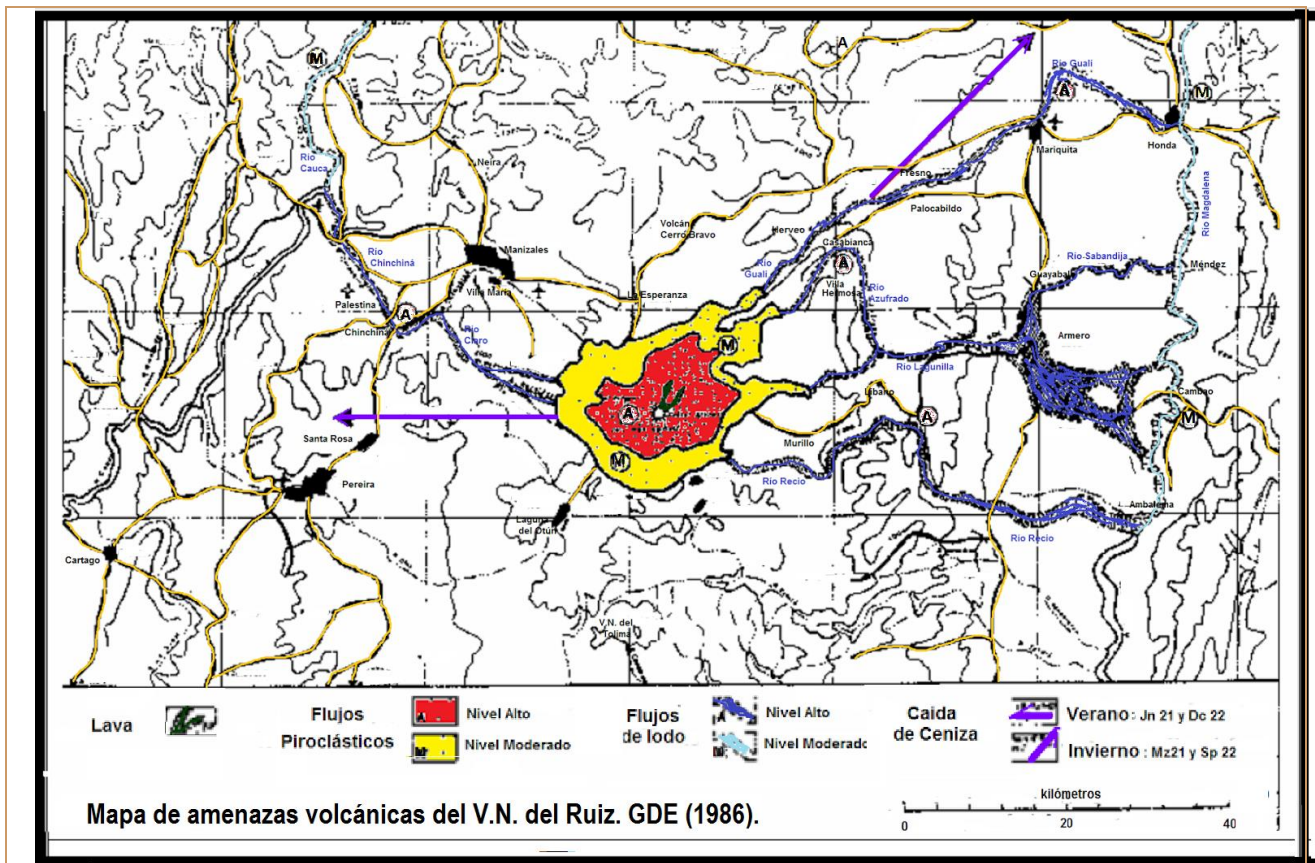 M
A
Río Guali
M
A
Río
Cauca
Neira
Mariquita
Honda
Fresno
Río Magdalena
Palocabildo
Volcán
Cerro Bravo
Herveo
Casabianca
Río
Chinchiná
Manizales
Río
Guali
A
Villa
Hermosa
Río
Azufrado
Río Sabandija
Méndez
Guayabal
Villa María
La Esperanza
Palestina
A
Chinchiná
Río
Claro
Armero
M
Río Lagunilla
Líbano
Cambao
A
A
M
Santa Rosa
Murillo
M
Pereira
Río Recio
Laguna
del Otún
Ambalema
Río Recio
Cartago
V.N. del
Tolima
Lava
Flujos
Piroclásticos
A
Nivel Alto
M
Nivel Moderado
Flujos
de lodo
A
Nivel Alto
M
Nivel Moderado
Caida
de Ceniza
Verano: Jn 21 y Dc 22
Invierno : Mz21 y Sp 22
Mapa de amenazas volcánicas del V.N. del Ruiz. GDE (1986).
kilómetros
0 20 40